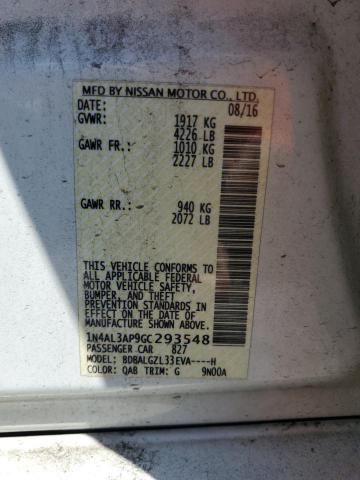 MFD BY NISSAN MOTOR CO., LTD.
DATE: 08/16
GVWR: 1917 KG
4226 LB
GAWR FR.: 1010 KG
2227 LB
GAWR RR.: 940 KG
2072 LB
THIS VEHICLE CONFORMS TO
ALL APPLICABLE FEDERAL
MOTOR VEHICLE SAFETY,
BUMPER, AND THEFT
PREVENTION STANDARDS
IN EFFECT ON THE DATE OF
MANUFACTURE SHOWN ABOVE.
1N4AL3AP9GC293548
PASSENGER CAR 827
MODEL: BDBALGZL33EVA----H
COLOR: QAB TRIM: G 9N00A